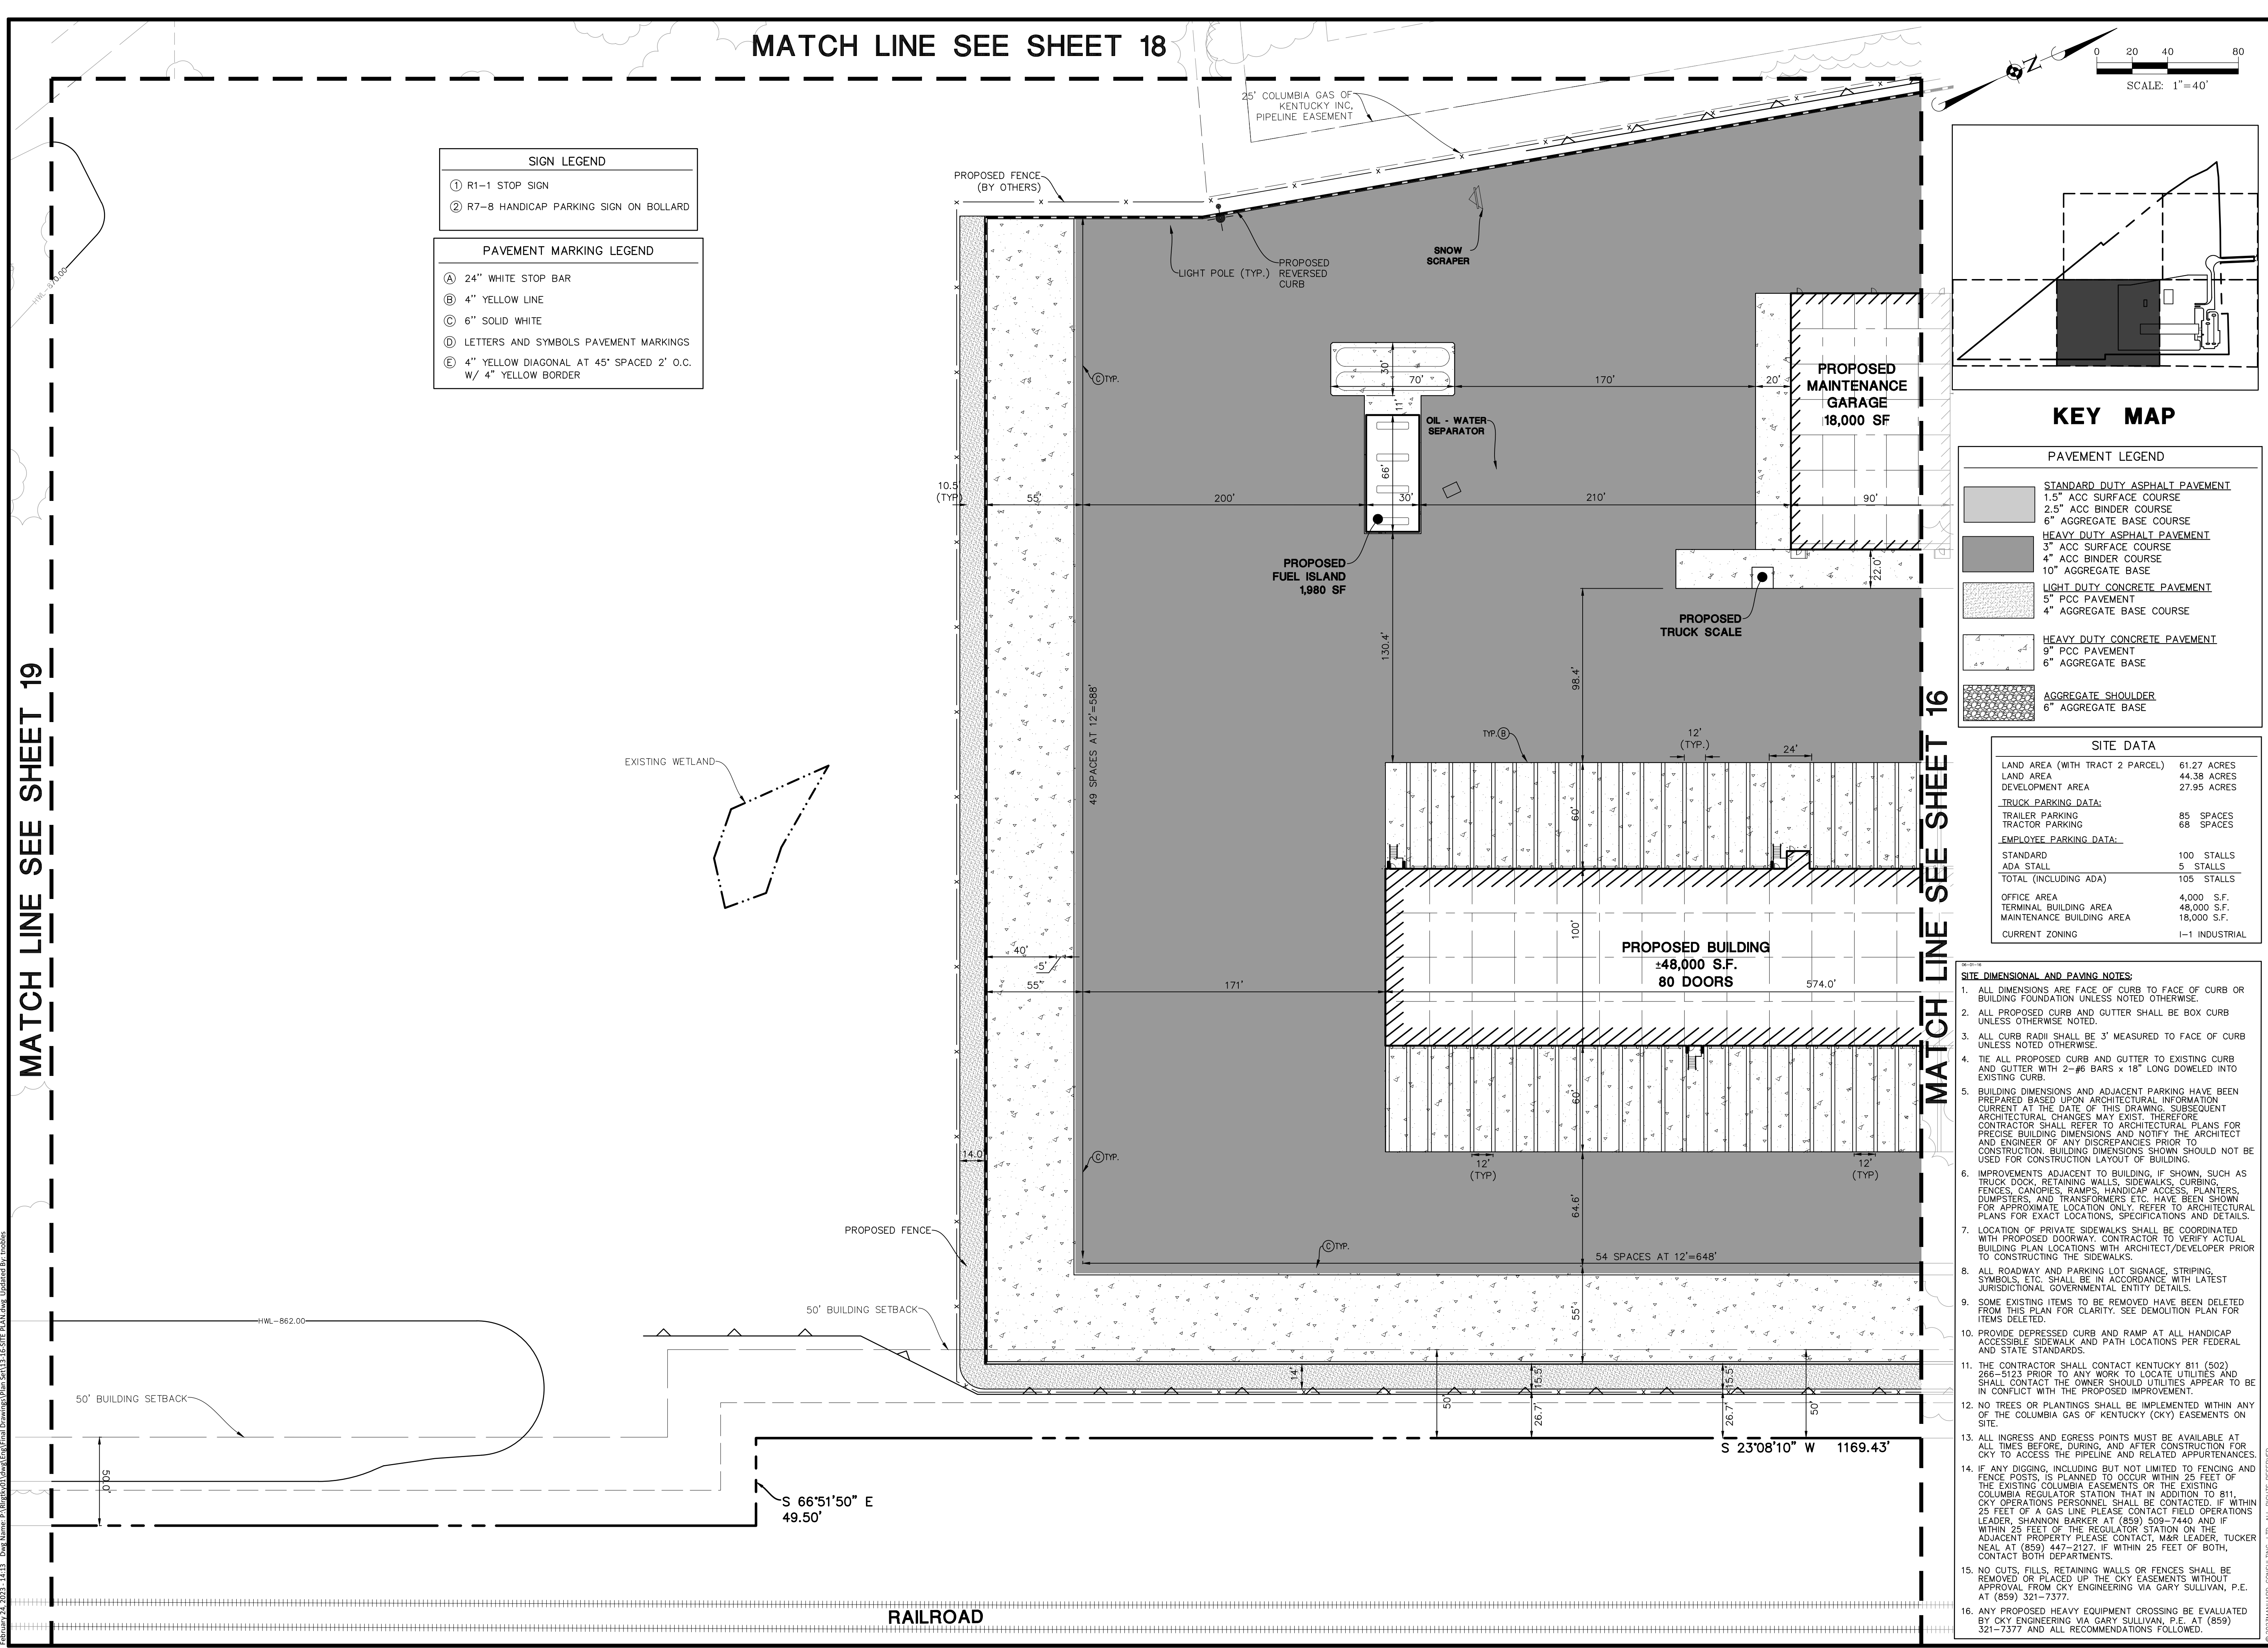 MATCH LINE SEE SHEET 18
0 20 40 80
SCALE: 1"=40'
N
25' COLUMBIA GAS OF
KENTUCKY INC,
PIPELINE EASEMENT
SIGN LEGEND
1 R1-1 STOP SIGN
2 R7-8 HANDICAP PARKING SIGN ON BOLLARD
PAVEMENT MARKING LEGEND
A 24" WHITE STOP BAR
B 4" YELLOW LINE
C 6" SOLID WHITE
D LETTERS AND SYMBOLS PAVEMENT MARKINGS
E 4" YELLOW DIAGONAL AT 45° SPACED 2' O.C.
W/ 4" YELLOW BORDER
HWL-870.00
PROPOSED FENCE
(BY OTHERS)
LIGHT POLE (TYP.)
PROPOSED
REVERSED
CURB
SNOW
SCRAPER
C TYP.
30'
70'
170'
20'
11'
66'
OIL - WATER
SEPARATOR
PROPOSED
MAINTENANCE
GARAGE
18,000 SF
10.5'
(TYP)
55'
200'
30'
210'
90'
PROPOSED
FUEL ISLAND
1,980 SF
22.0'
PROPOSED
TRUCK SCALE
130.4'
98.4'
49 SPACES AT 12'=588'
TYP. B
12'
(TYP.)
24'
60'
EXISTING WETLAND
MATCH LINE SEE SHEET 19
MATCH LINE SEE SHEET 16
100'
PROPOSED BUILDING
±48,000 S.F.
80 DOORS
574.0'
40'
5'
55'
171'
60'
14.0'
C TYP.
12'
(TYP)
12'
(TYP)
64.6'
PROPOSED FENCE
C TYP.
54 SPACES AT 12'=648'
50' BUILDING SETBACK
55'
HWL-862.00
14'
15.5'
15.5'
50' BUILDING SETBACK
50'
26.7'
26.7'
50'
S 23°08'10" W 1169.43'
50.0'
S 66°51'50" E
49.50'
RAILROAD
KEY MAP
PAVEMENT LEGEND
STANDARD DUTY ASPHALT PAVEMENT
1.5" ACC SURFACE COURSE
2.5" ACC BINDER COURSE
6" AGGREGATE BASE COURSE
HEAVY DUTY ASPHALT PAVEMENT
3" ACC SURFACE COURSE
4" ACC BINDER COURSE
10" AGGREGATE BASE
LIGHT DUTY CONCRETE PAVEMENT
5" PCC PAVEMENT
4" AGGREGATE BASE COURSE
HEAVY DUTY CONCRETE PAVEMENT
9" PCC PAVEMENT
6" AGGREGATE BASE
AGGREGATE SHOULDER
6" AGGREGATE BASE
SITE DATA
LAND AREA (WITH TRACT 2 PARCEL) 61.27 ACRES
LAND AREA 44.38 ACRES
DEVELOPMENT AREA 27.95 ACRES
TRUCK PARKING DATA:
TRAILER PARKING 85 SPACES
TRACTOR PARKING 68 SPACES
EMPLOYEE PARKING DATA:
STANDARD 100 STALLS
ADA STALL 5 STALLS
TOTAL (INCLUDING ADA) 105 STALLS
OFFICE AREA 4,000 S.F.
TERMINAL BUILDING AREA 48,000 S.F.
MAINTENANCE BUILDING AREA 18,000 S.F.
CURRENT ZONING I-1 INDUSTRIAL
SITE DIMENSIONAL AND PAVING NOTES:
1. ALL DIMENSIONS ARE FACE OF CURB TO FACE OF CURB OR
BUILDING FOUNDATION UNLESS NOTED OTHERWISE.
2. ALL PROPOSED CURB AND GUTTER SHALL BE BOX CURB
UNLESS OTHERWISE NOTED.
3. ALL CURB RADII SHALL BE 3' MEASURED TO FACE OF CURB
UNLESS NOTED OTHERWISE.
4. TIE ALL PROPOSED CURB AND GUTTER TO EXISTING CURB
AND GUTTER WITH 2-#6 BARS x 18" LONG DOWELED INTO
EXISTING CURB.
5. BUILDING DIMENSIONS AND ADJACENT PARKING HAVE BEEN
PREPARED BASED UPON ARCHITECTURAL INFORMATION
CURRENT AT THE DATE OF THIS DRAWING. SUBSEQUENT
ARCHITECTURAL CHANGES MAY EXIST. THEREFORE
CONTRACTOR SHALL REFER TO ARCHITECTURAL PLANS FOR
PRECISE BUILDING DIMENSIONS AND NOTIFY THE ARCHITECT
AND ENGINEER OF ANY DISCREPANCIES PRIOR TO
CONSTRUCTION. BUILDING DIMENSIONS SHOWN SHOULD NOT BE
USED FOR CONSTRUCTION LAYOUT OF BUILDING.
6. IMPROVEMENTS ADJACENT TO BUILDING, IF SHOWN, SUCH AS
TRUCK DOCK, RETAINING WALLS, SIDEWALKS, CURBING,
FENCES, CANOPIES, RAMPS, HANDICAP ACCESS, PLANTERS,
DUMPSTERS, AND TRANSFORMERS ETC. HAVE BEEN SHOWN
FOR APPROXIMATE LOCATION ONLY. REFER TO ARCHITECTURAL
PLANS FOR EXACT LOCATIONS, SPECIFICATIONS AND DETAILS.
7. LOCATION OF PRIVATE SIDEWALKS SHALL BE COORDINATED
WITH PROPOSED DOORWAY. CONTRACTOR TO VERIFY ACTUAL
BUILDING PLAN LOCATIONS WITH ARCHITECT/DEVELOPER PRIOR
TO CONSTRUCTING THE SIDEWALKS.
8. ALL ROADWAY AND PARKING LOT SIGNAGE, STRIPING,
SYMBOLS, ETC. SHALL BE IN ACCORDANCE WITH LATEST
JURISDICTIONAL GOVERNMENTAL ENTITY DETAILS.
9. SOME EXISTING ITEMS TO BE REMOVED HAVE BEEN DELETED
FROM THIS PLAN FOR CLARITY. SEE DEMOLITION PLAN FOR
ITEMS DELETED.
10. PROVIDE DEPRESSED CURB AND RAMP AT ALL HANDICAP
ACCESSIBLE SIDEWALK AND PATH LOCATIONS PER FEDERAL
AND STATE STANDARDS.
11. THE CONTRACTOR SHALL CONTACT KENTUCKY 811 (502)
266-5123 PRIOR TO ANY WORK TO LOCATE UTILITIES AND
SHALL CONTACT THE OWNER SHOULD UTILITIES APPEAR TO BE
IN CONFLICT WITH THE PROPOSED IMPROVEMENT.
12. NO TREES OR PLANTINGS SHALL BE IMPLEMENTED WITHIN ANY
OF THE COLUMBIA GAS OF KENTUCKY (CKY) EASEMENTS ON
SITE.
13. ALL INGRESS AND EGRESS POINTS MUST BE AVAILABLE AT
ALL TIMES BEFORE, DURING, AND AFTER CONSTRUCTION FOR
CKY TO ACCESS THE PIPELINE AND RELATED APPURTENANCES.
14. IF ANY DIGGING, INCLUDING BUT NOT LIMITED TO FENCING AND
FENCE POSTS, IS PLANNED TO OCCUR WITHIN 25 FEET OF
THE EXISTING COLUMBIA EASEMENTS OR THE EXISTING
COLUMBIA REGULATOR STATION THAT IN ADDITION TO 811,
CKY OPERATIONS PERSONNEL SHALL BE CONTACTED. IF WITHIN
25 FEET OF A GAS LINE PLEASE CONTACT FIELD OPERATIONS
LEADER, SHANNON BARKER AT (859) 509-7440 AND IF
WITHIN 25 FEET OF THE REGULATOR STATION ON THE
ADJACENT PROPERTY PLEASE CONTACT, M&R LEADER, TUCKER
NEAL AT (859) 447-2127. IF WITHIN 25 FEET OF BOTH,
CONTACT BOTH DEPARTMENTS.
15. NO CUTS, FILLS, RETAINING WALLS OR FENCES SHALL BE
REMOVED OR PLACED UP THE CKY EASEMENTS WITHOUT
APPROVAL FROM CKY ENGINEERING VIA GARY SULLIVAN, P.E.
AT (859) 321-7377.
16. ANY PROPOSED HEAVY EQUIPMENT CROSSING BE EVALUATED
BY CKY ENGINEERING VIA GARY SULLIVAN, P.E. AT (859)
321-7377 AND ALL RECOMMENDATIONS FOLLOWED.